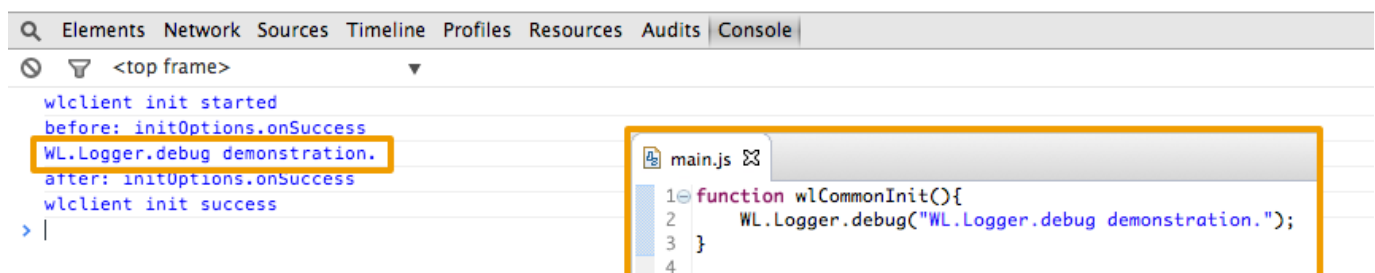 Elements Network Sources Timeline Profiles Resources Audits Console
<top frame>
wlclient init started
before: initOptions.onSuccess
WL.Logger.debug demonstration.
after: initOptions.onSuccess
wlclient init success
>
main.js
1 function wlCommonInit(){
2 WL.Logger.debug("WL.Logger.debug demonstration.");
3 }
4